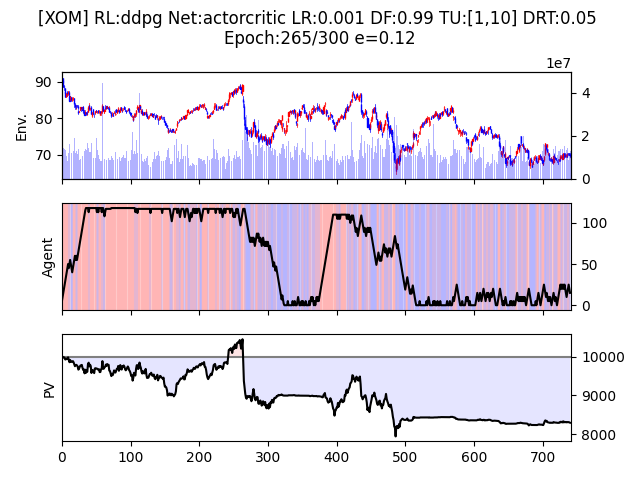 [XOM] RL:ddpg Net:actorcritic LR:0.001 DF:0.99 TU:[1,10] DRT:0.05
Epoch:265/300 e=0.12
1e7
90
80
70
Env.
4
2
0
Agent
100
50
0
PV
10000
9000
8000
0 100 200 300 400 500 600 700